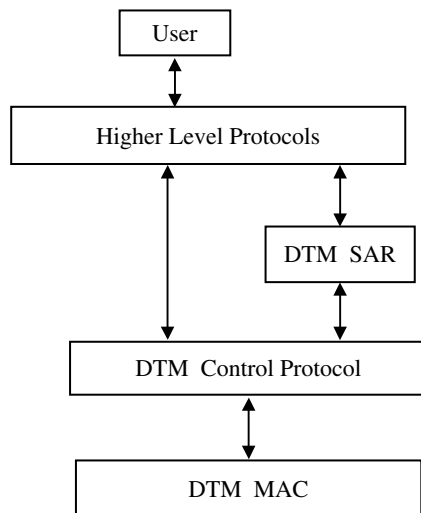 User
Higher Level Protocols
DTM SAR
DTM Control Protocol
DTM MAC